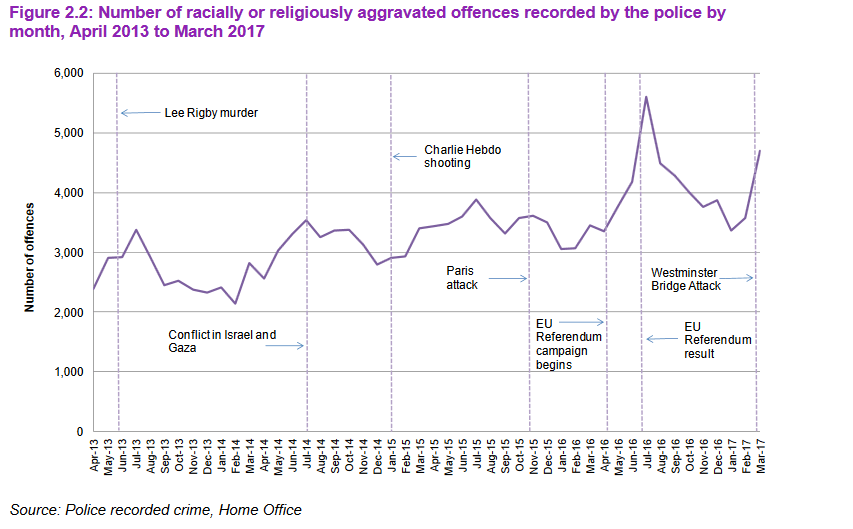 Figure 2.2: Number of racially or religiously aggravated offences recorded by the police by
month, April 2013 to March 2017
6,000
5,000
4,000
3,000
2,000
1,000
0
Number of offences
Lee Rigby murder
Charlie Hebdo
shooting
Paris
attack
Westminster
Bridge Attack
Conflict in Israel and
Gaza
EU
Referendum
campaign
begins
EU
Referendum
result
Apr-13
May-13
Jun-13
Jul-13
Aug-13
Sep-13
Oct-13
Nov-13
Dec-13
Jan-14
Feb-14
Mar-14
Apr-14
May-14
Jun-14
Jul-14
Aug-14
Sep-14
Oct-14
Nov-14
Dec-14
Jan-15
Feb-15
Mar-15
Apr-15
May-15
Jun-15
Jul-15
Aug-15
Sep-15
Oct-15
Nov-15
Dec-15
Jan-16
Feb-16
Mar-16
Apr-16
May-16
Jun-16
Jul-16
Aug-16
Sep-16
Oct-16
Nov-16
Dec-16
Jan-17
Feb-17
Mar-17
Source: Police recorded crime, Home Office